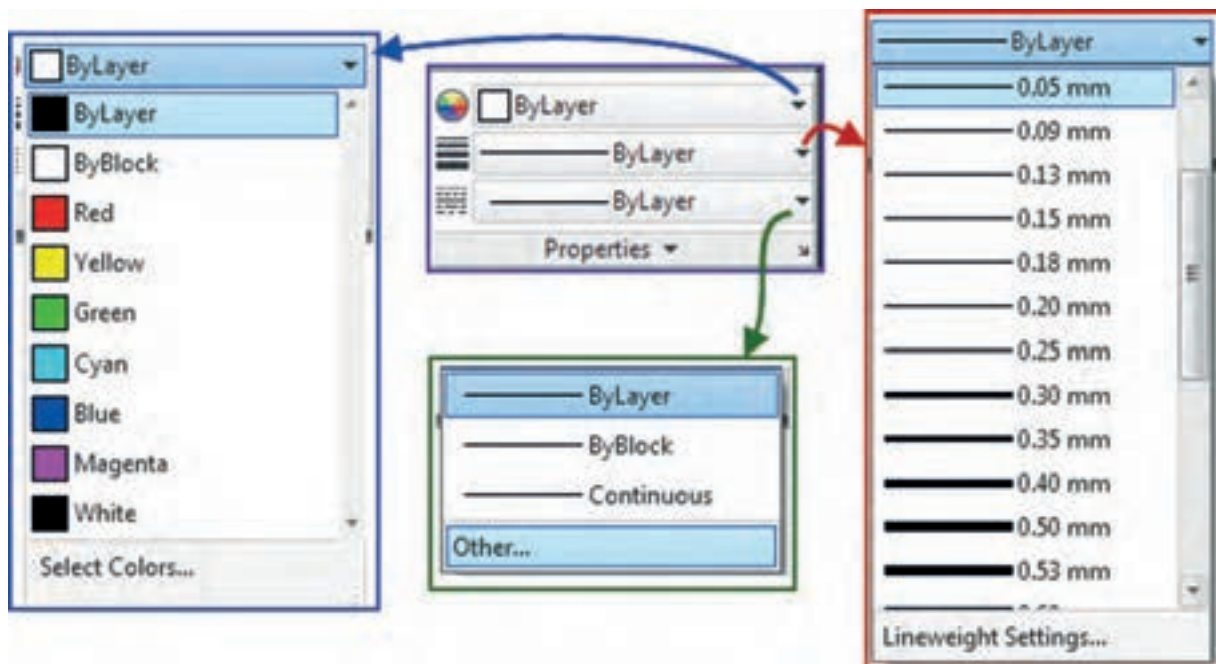 ByLayer
ByLayer
ByBlock
Red
Yellow
Green
Cyan
Blue
Magenta
White
Select Colors...
ByLayer
ByLayer
ByLayer
Properties
ByLayer
ByBlock
Continuous
Other...
ByLayer
0.05 mm
0.09 mm
0.13 mm
0.15 mm
0.18 mm
0.20 mm
0.25 mm
0.30 mm
0.35 mm
0.40 mm
0.50 mm
0.53 mm
Lineweight Settings...